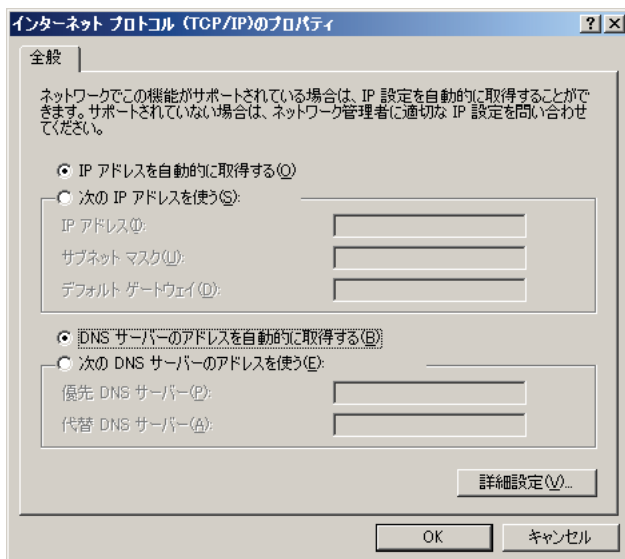 インターネット プロトコル (TCP/IP)のプロパティ
全般
ネットワークでこの機能がサポートされている場合は、IP 設定を自動的に取得することがで
きます。サポートされていない場合は、ネットワーク管理者に適切な IP 設定を問い合わせ
てください。
IP アドレスを自動的に取得する(O)
次の IP アドレスを使う(S):
IP アドレス(I):
サブネット マスク(U):
デフォルト ゲートウェイ(D):
DNS サーバーのアドレスを自動的に取得する(B)
次の DNS サーバーのアドレスを使う(E):
優先 DNS サーバー(P):
代替 DNS サーバー(A):
詳細設定(V)...
OK
キャンセル